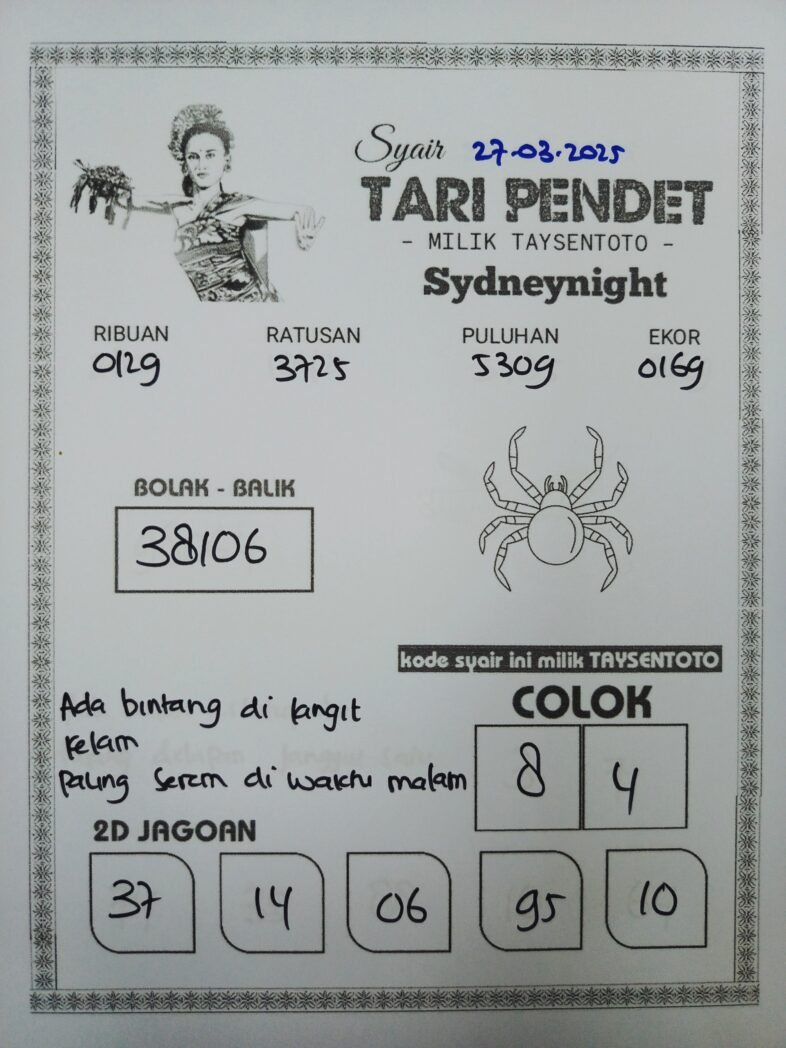 Syair 27.03.2025
TARI PENDET
- MILIK TAYSENTOTO -
Sydneynight
RIBUAN RATUSAN PULUHAN EKOR
0129 3725 5309 0169
BOLAK - BALIK
38106
kode syair ini milik TAYSENTOTO
COLOK
8 4
Ada bintang di langit
kelam
paling serem di waktu malam
2D JAGOAN
37 14 06 95 10